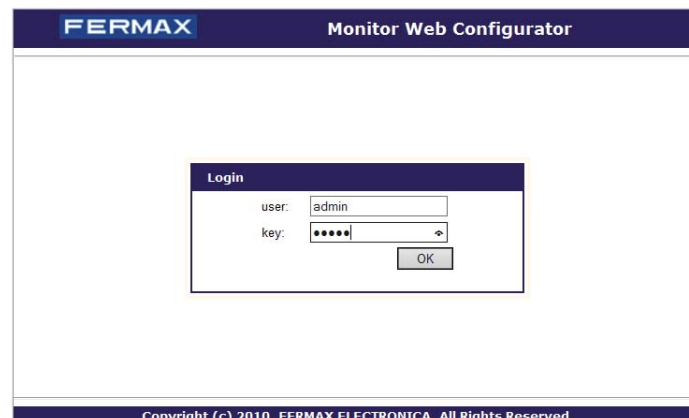 FERMAX Monitor Web Configurator
Login
user: admin
key: •••••
OK
Copyright (c) 2010, FERMAX ELECTRONICA. All Rights Reserved